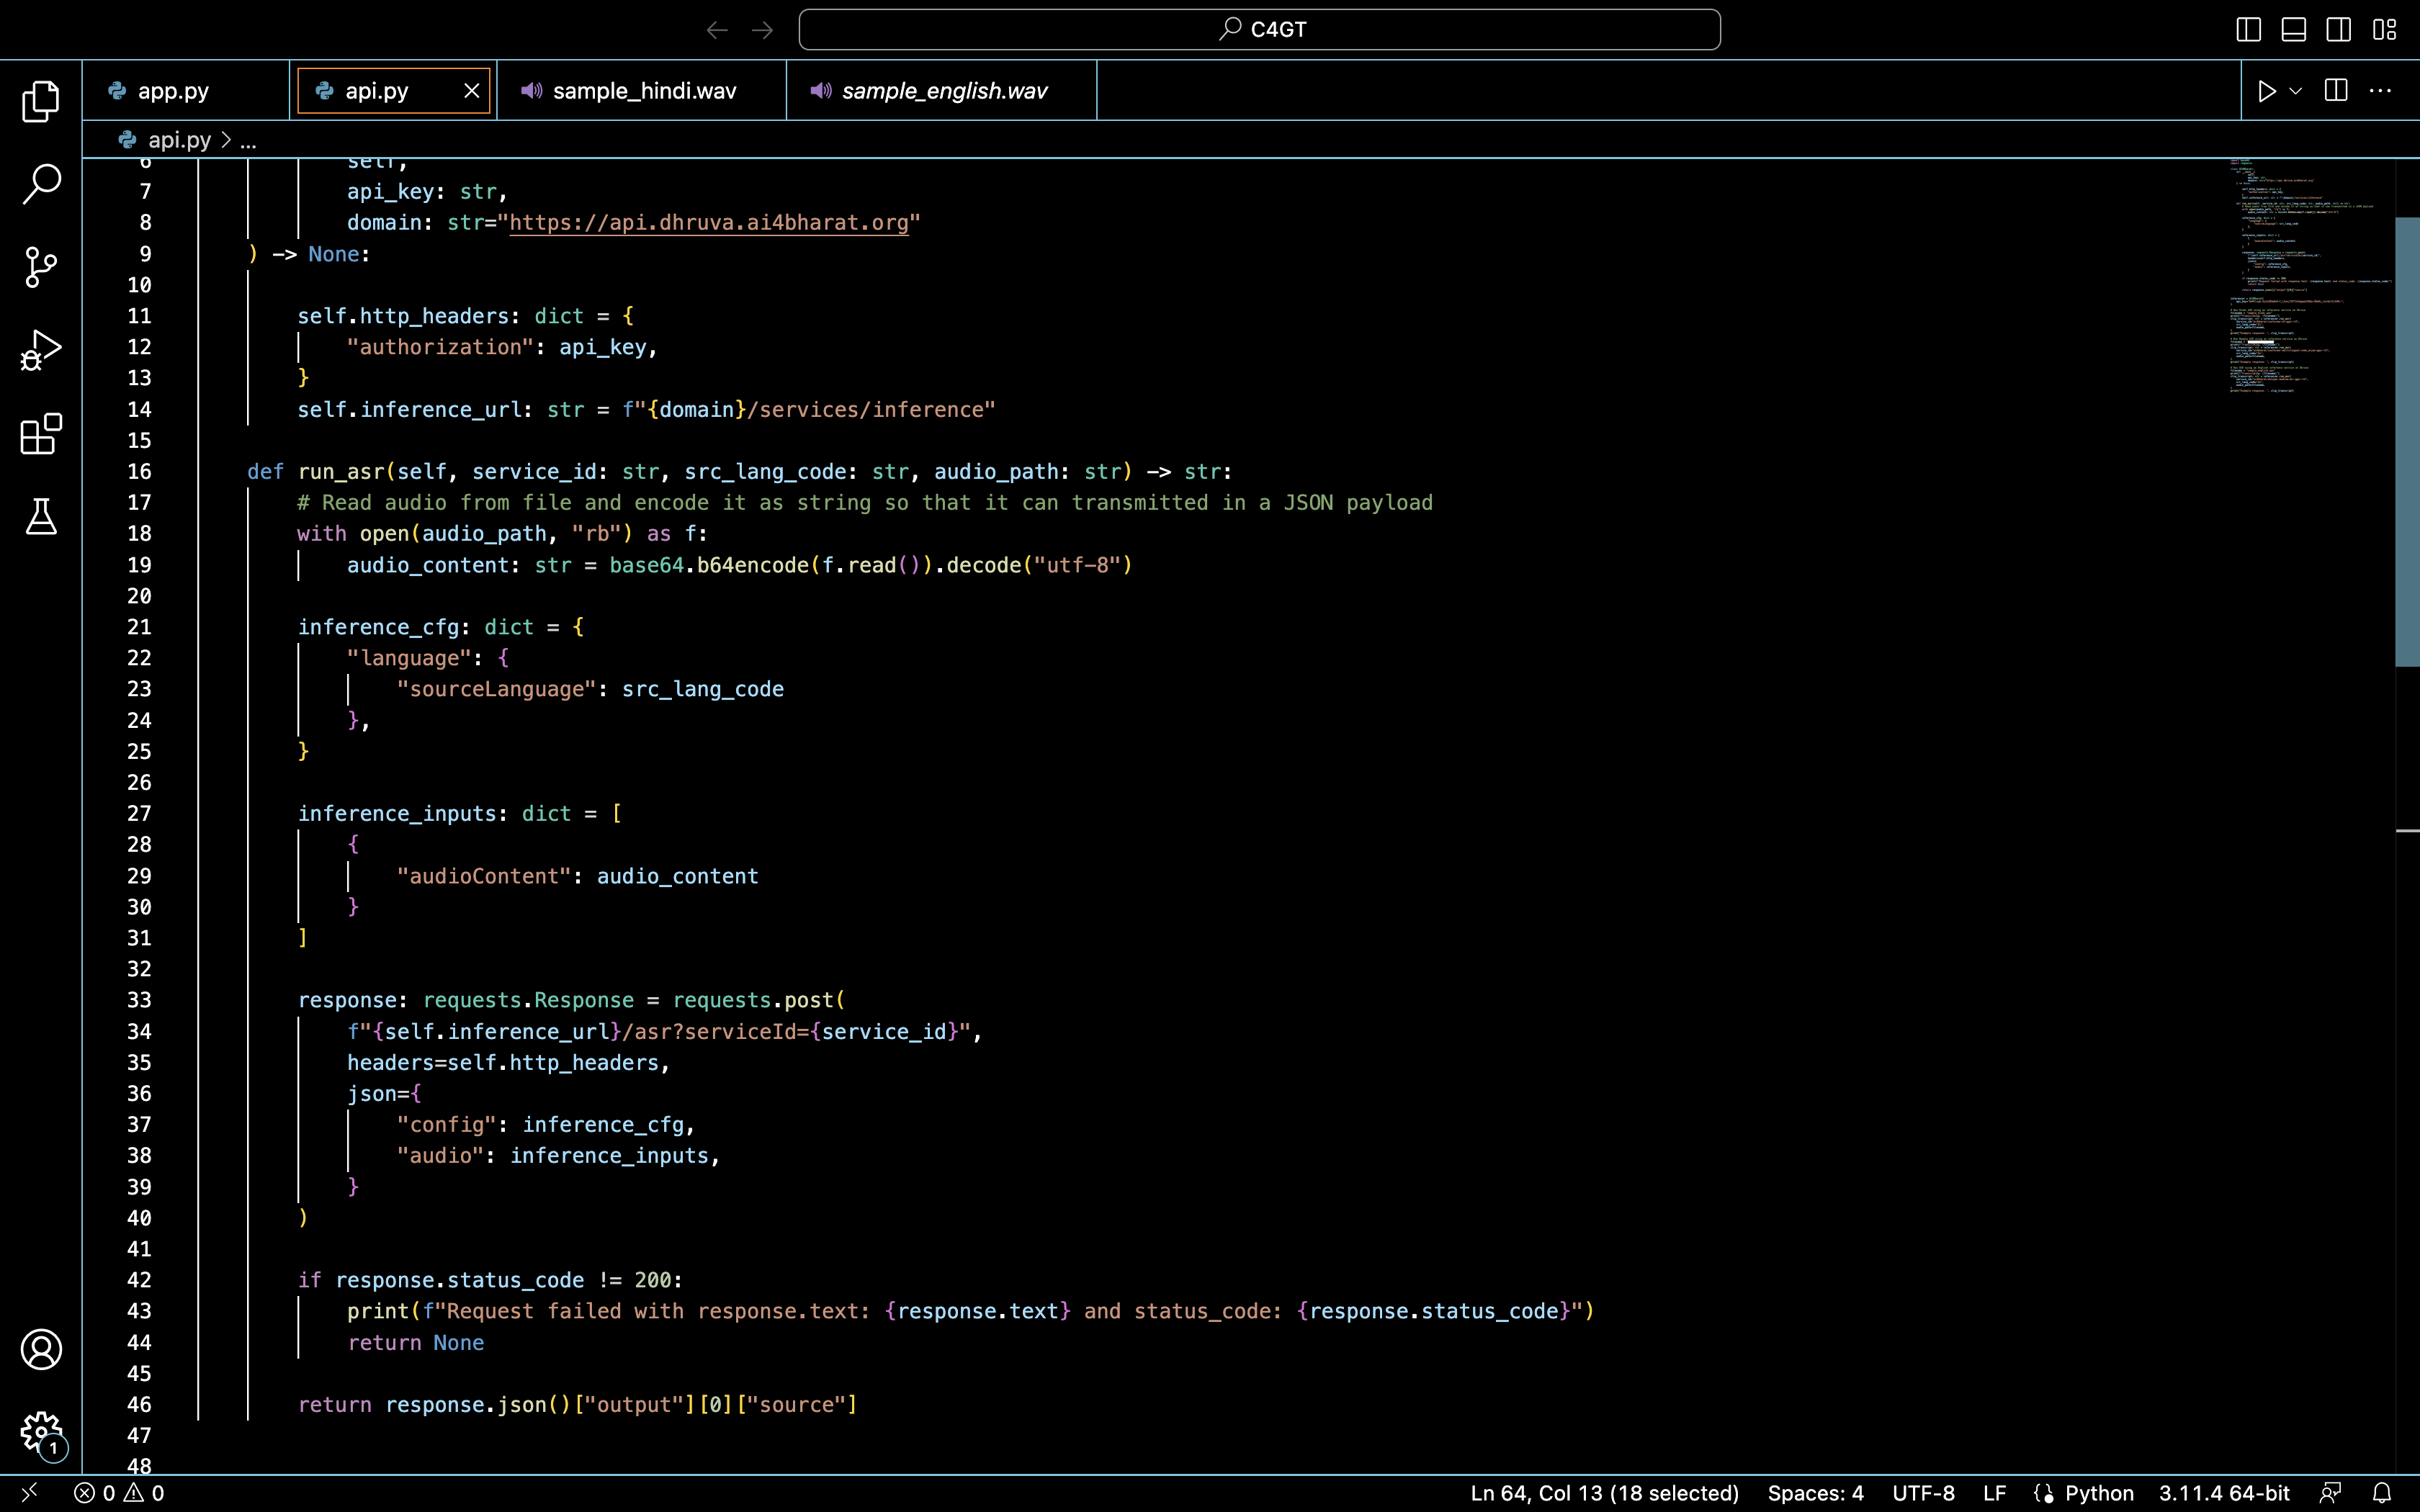 C4GT
app.py
api.py
sample_hindi.wav
sample_english.wav
api.py > ...
6 self,
7 api_key: str,
8 domain: str="https://api.dhruva.ai4bharat.org"
9 ) -> None:
10
11 self.http_headers: dict = {
12 "authorization": api_key,
13 }
14 self.inference_url: str = f"{domain}/services/inference"
15
16 def run_asr(self, service_id: str, src_lang_code: str, audio_path: str) -> str:
17 # Read audio from file and encode it as string so that it can transmitted in a JSON payload
18 with open(audio_path, "rb") as f:
19 audio_content: str = base64.b64encode(f.read()).decode("utf-8")
20
21 inference_cfg: dict = {
22 "language": {
23 "sourceLanguage": src_lang_code
24 },
25 }
26
27 inference_inputs: dict = [
28 {
29 "audioContent": audio_content
30 }
31 ]
32
33 response: requests.Response = requests.post(
34 f"{self.inference_url}/asr?serviceId={service_id}",
35 headers=self.http_headers,
36 json={
37 "config": inference_cfg,
38 "audio": inference_inputs,
39 }
40 )
41
42 if response.status_code != 200:
43 print(f"Request failed with response.text: {response.text} and status_code: {response.status_code}")
44 return None
45
46 return response.json()["output"][0]["source"]
47
48
1
0 0 Ln 64, Col 13 (18 selected) Spaces: 4 UTF-8 LF Python 3.11.4 64-bit